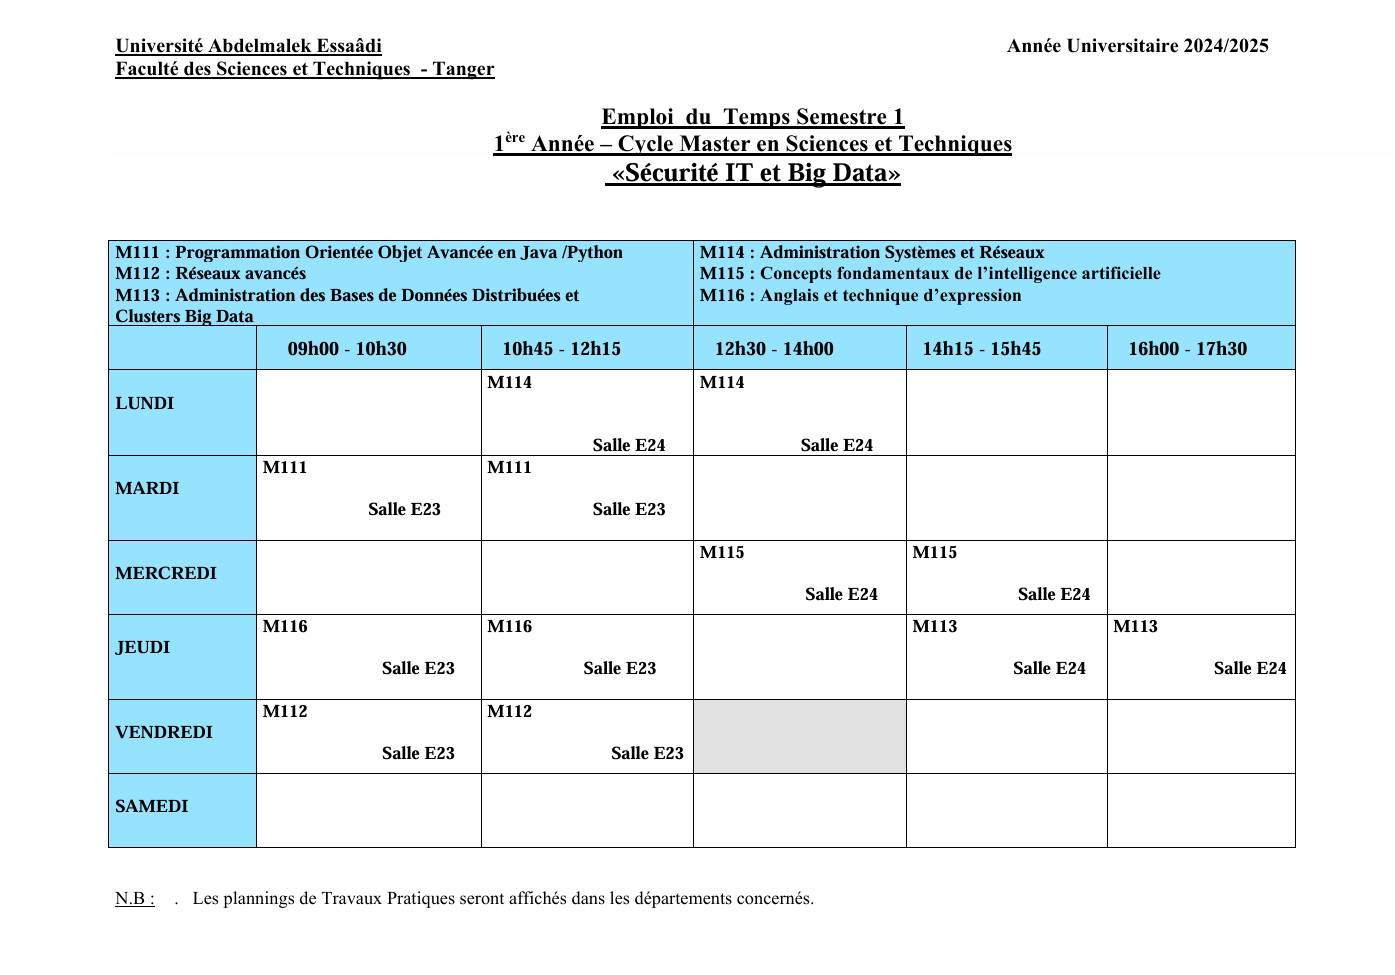 Université Abdelmalek Essaâdi
Année Universitaire 2024/2025
Faculté des Sciences et Techniques - Tanger
Emploi du Temps Semestre 1
1ère Année – Cycle Master en Sciences et Techniques
«Sécurité IT et Big Data»
M111 : Programmation Orientée Objet Avancée en Java /Python
M112 : Réseaux avancés
M113 : Administration des Bases de Données Distribuées et
Clusters Big Data
M114 : Administration Systèmes et Réseaux
M115 : Concepts fondamentaux de l’intelligence artificielle
M116 : Anglais et technique d’expression
09h00 - 10h30 10h45 - 12h15 12h30 - 14h00 14h15 - 15h45 16h00 - 17h30
LUNDI
M114
Salle E24
M114
Salle E24
MARDI
M111
Salle E23
M111
Salle E23
MERCREDI
M115
Salle E24
M115
Salle E24
JEUDI
M116
Salle E23
M116
Salle E23
M113
Salle E24
M113
Salle E24
VENDREDI
M112
Salle E23
M112
Salle E23
SAMEDI
N.B : . Les plannings de Travaux Pratiques seront affichés dans les départements concernés.